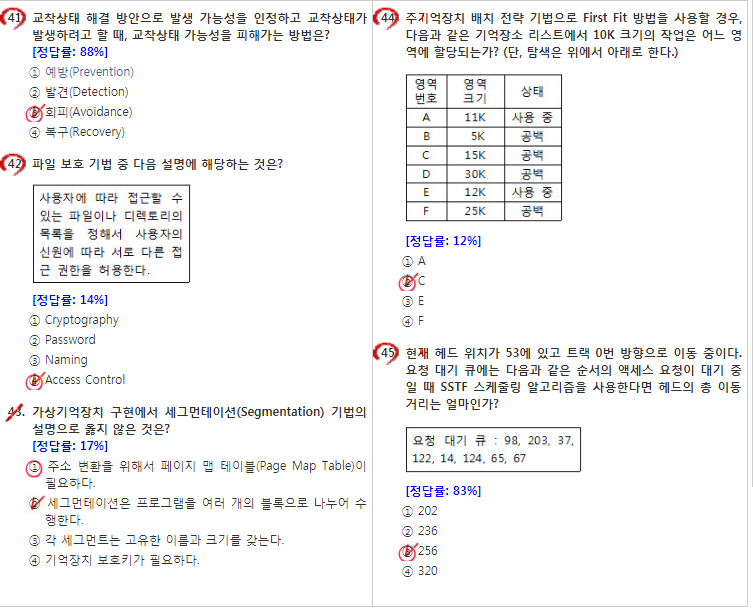 41. 교착상태 해결 방안으로 발생 가능성을 인정하고 교착상태가
발생하려고 할 때, 교착상태 가능성을 피해가는 방법은?
[정답률: 88%]
① 예방(Prevention)
② 발견(Detection)
③ 회피(Avoidance)
④ 복구(Recovery)
42. 파일 보호 기법 중 다음 설명에 해당하는 것은?
사용자에 따라 접근할 수
있는 파일이나 디렉토리의
목록을 정해서 사용자의
신원에 따라 서로 다른 접
근 권한을 허용한다.
[정답률: 14%]
① Cryptography
② Password
③ Naming
④ Access Control
43. 가상기억장치 구현에서 세그먼테이션(Segmentation) 기법의
설명으로 옳지 않은 것은?
[정답률: 17%]
① 주소 변환을 위해서 페이지 맵 테이블(Page Map Table)이
필요하다.
② 세그먼테이션은 프로그램을 여러 개의 블록으로 나누어 수
행한다.
③ 각 세그먼트는 고유한 이름과 크기를 갖는다.
④ 기억장치 보호키가 필요하다.
44. 주기억장치 배치 전략 기법으로 First Fit 방법을 사용할 경우,
다음과 같은 기억장소 리스트에서 10K 크기의 작업은 어느 영
역에 할당되는가? (단, 탐색은 위에서 아래로 한다.)
영역 번호 영역 크기 상태
A 11K 사용 중
B 5K 공백
C 15K 공백
D 30K 공백
E 12K 사용 중
F 25K 공백
[정답률: 12%]
① A
② C
③ E
④ F
45. 현재 헤드 위치가 53에 있고 트랙 0번 방향으로 이동 중이다.
요청 대기 큐에는 다음과 같은 순서의 액세스 요청이 대기 중
일 때 SSTF 스케줄링 알고리즘을 사용한다면 헤드의 총 이동
거리는 얼마인가?
요청 대기 큐 : 98, 203, 37,
122, 14, 124, 65, 67
[정답률: 83%]
① 202
② 236
③ 256
④ 320